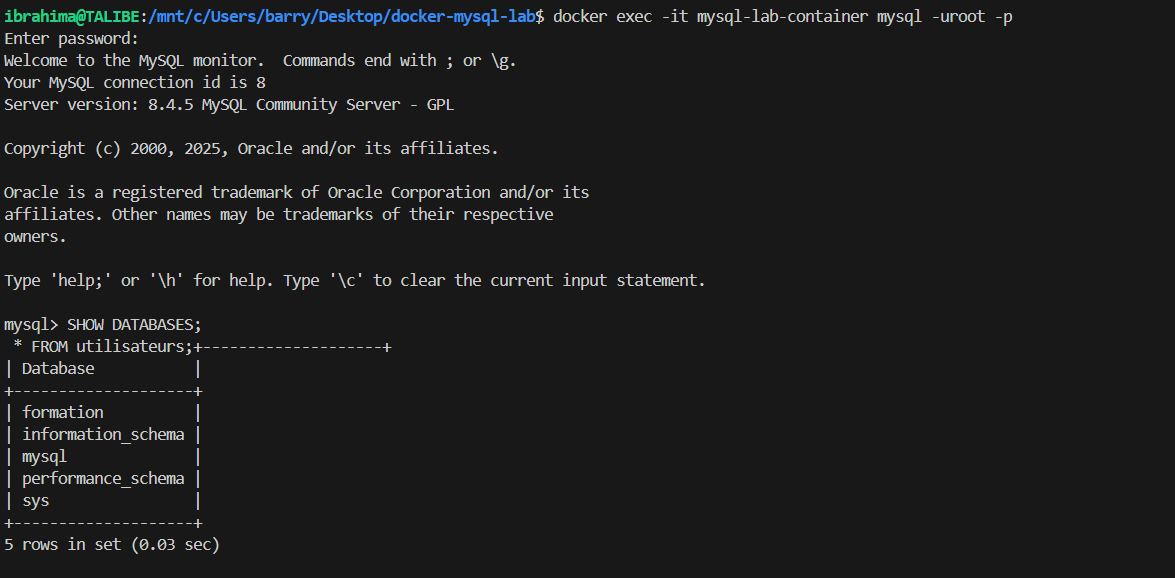 ibrahima@TALIBE:/mnt/c/Users/barry/Desktop/docker-mysql-lab$ docker exec -it mysql-lab-container mysql -uroot -p
Enter password:
Welcome to the MySQL monitor.  Commands end with ; or \g.
Your MySQL connection id is 8
Server version: 8.4.5 MySQL Community Server - GPL

Copyright (c) 2000, 2025, Oracle and/or its affiliates.

Oracle is a registered trademark of Oracle Corporation and/or its
affiliates. Other names may be trademarks of their respective
owners.

Type 'help;' or '\h' for help. Type '\c' to clear the current input statement.

mysql> SHOW DATABASES;
 * FROM utilisateurs;+--------------------+
| Database           |
+--------------------+
| formation          |
| information_schema |
| mysql              |
| performance_schema |
| sys                |
+--------------------+
5 rows in set (0.03 sec)